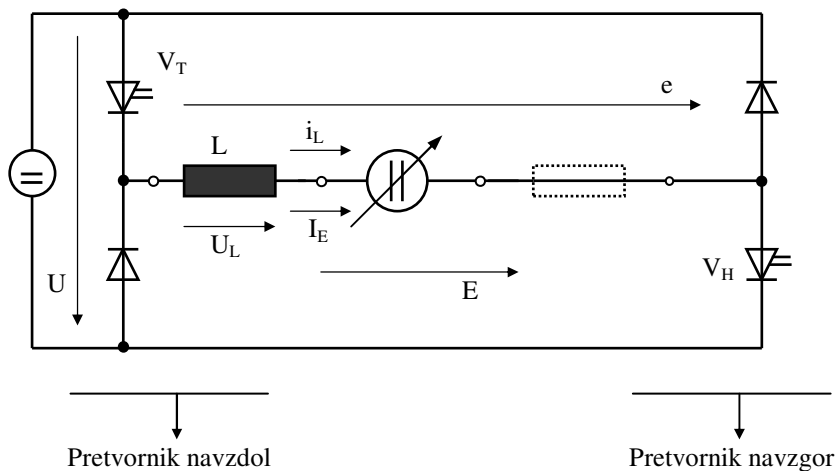 V_T
e
L
i_L
I_E
U_L
U
E
V_H
Pretvornik navzdol
Pretvornik navzgor